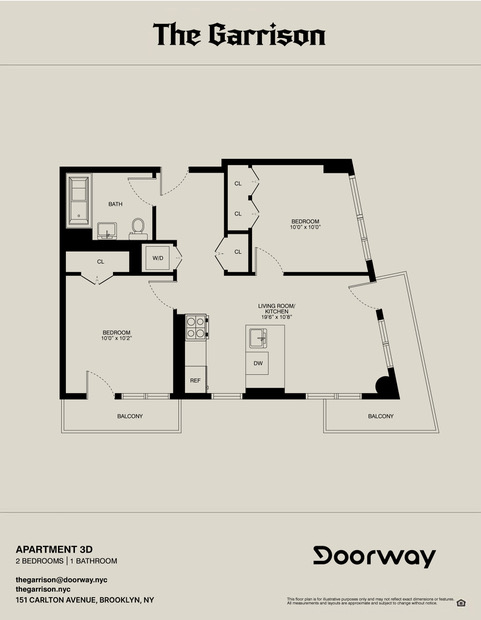 The Garrison
BATH
CL
CL
BEDROOM
10'0" x 10'0"
CL
W/D
CL
LIVING ROOM/
KITCHEN
19'6" x 10'8"
BEDROOM
10'0" x 10'2"
DW
REF
BALCONY
BALCONY
APARTMENT 3D
2 BEDROOMS | 1 BATHROOM
Doorway
thegarrison@doorway.nyc
thegarrison.nyc
151 CARLTON AVENUE, BROOKLYN, NY
This floor plan is for illustrative purposes only and may not reflect exact dimensions or features.
All measurements and layouts are approximate and subject to change without notice.